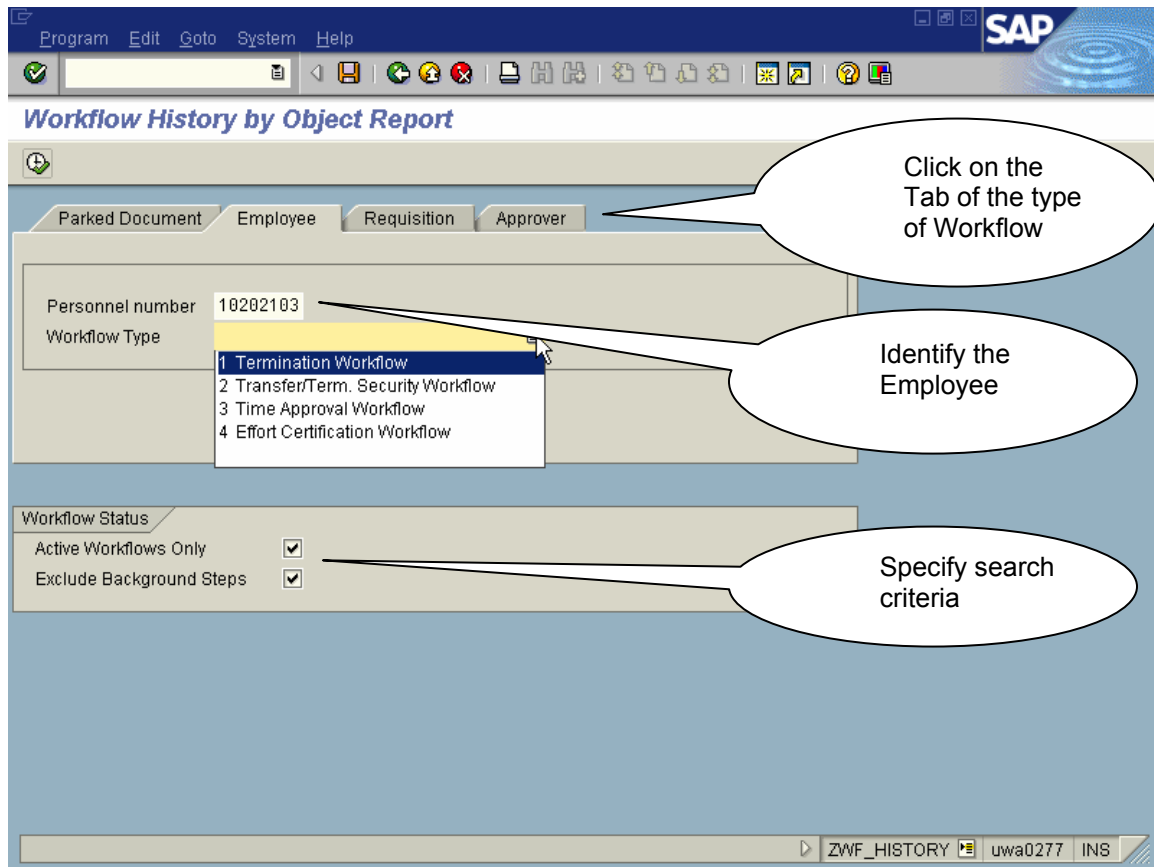 Program Edit Goto System Help
SAP
Workflow History by Object Report
Click on the
Tab of the type
of Workflow
Parked Document Employee Requisition Approver
Personnel number 10202103
Workflow Type
1 Termination Workflow
2 Transfer/Term. Security Workflow
3 Time Approval Workflow
4 Effort Certification Workflow
Identify the
Employee
Workflow Status
Active Workflows Only
Exclude Background Steps
Specify search
criteria
ZWF_HISTORY uwa0277 INS